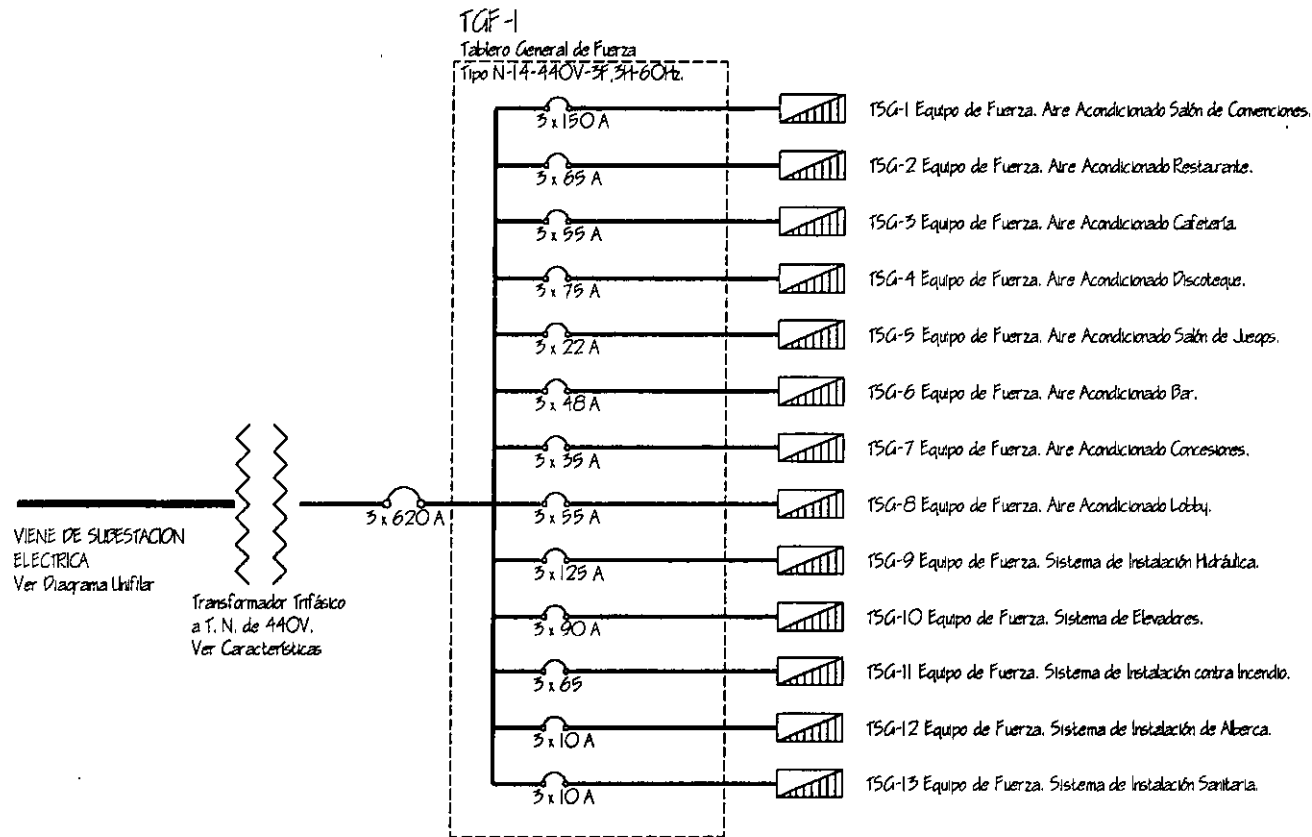 TGF-1
Tablero General de Fuerza
Tipo N-14-440V-3F,3H-60Hz.
3 x 150 A
TSG-1 Equipo de Fuerza. Aire Acondicionado Salón de Convenciones.
3 x 65 A
TSG-2 Equipo de Fuerza. Aire Acondicionado Restaurante.
3 x 55 A
TSG-3 Equipo de Fuerza. Aire Acondicionado Cafetería.
3 x 75 A
TSG-4 Equipo de Fuerza. Aire Acondicionado Discoteque.
3 x 22 A
TSG-5 Equipo de Fuerza. Aire Acondicionado Salón de Juegos.
3 x 48 A
TSG-6 Equipo de Fuerza. Aire Acondicionado Bar.
3 x 35 A
TSG-7 Equipo de Fuerza. Aire Acondicionado Concesiones.
3 x 620 A
3 x 55 A
TSG-8 Equipo de Fuerza. Aire Acondicionado Lobby.
VIENE DE SUBESTACION
ELECTRICA
Ver Diagrama Unifilar
Transformador Trifásico
a T. N. de 440V.
Ver Características
3 x 125 A
TSG-9 Equipo de Fuerza. Sistema de Instalación Hidráulica.
3 x 90 A
TSG-10 Equipo de Fuerza. Sistema de Elevadores.
3 x 65
TSG-11 Equipo de Fuerza. Sistema de Instalación contra Incendio.
3 x 10 A
TSG-12 Equipo de Fuerza. Sistema de Instalación de Alberca.
3 x 10 A
TSG-13 Equipo de Fuerza. Sistema de Instalación Sanitaria.